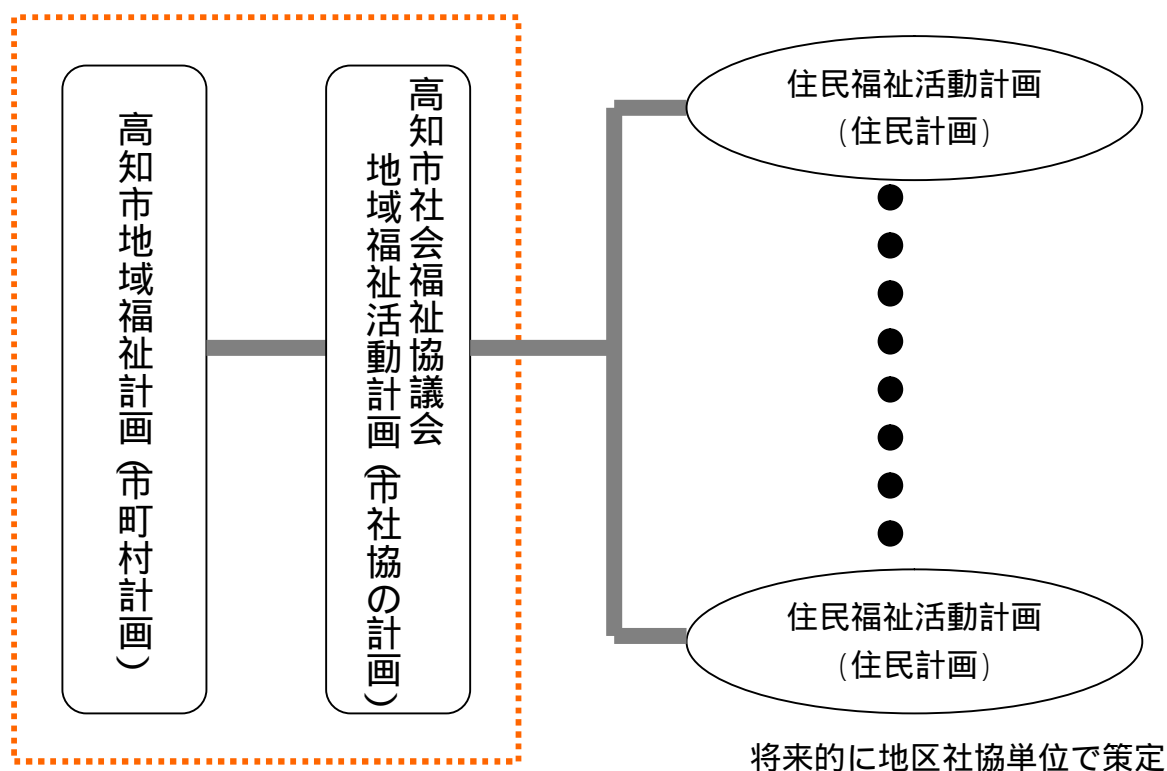 高知市地域福祉計画（市町村計画）
高知市社会福祉協議会
地域福祉活動計画（市社協の計画）
住民福祉活動計画
（住民計画）
住民福祉活動計画
（住民計画）
将来的に地区社協単位で策定